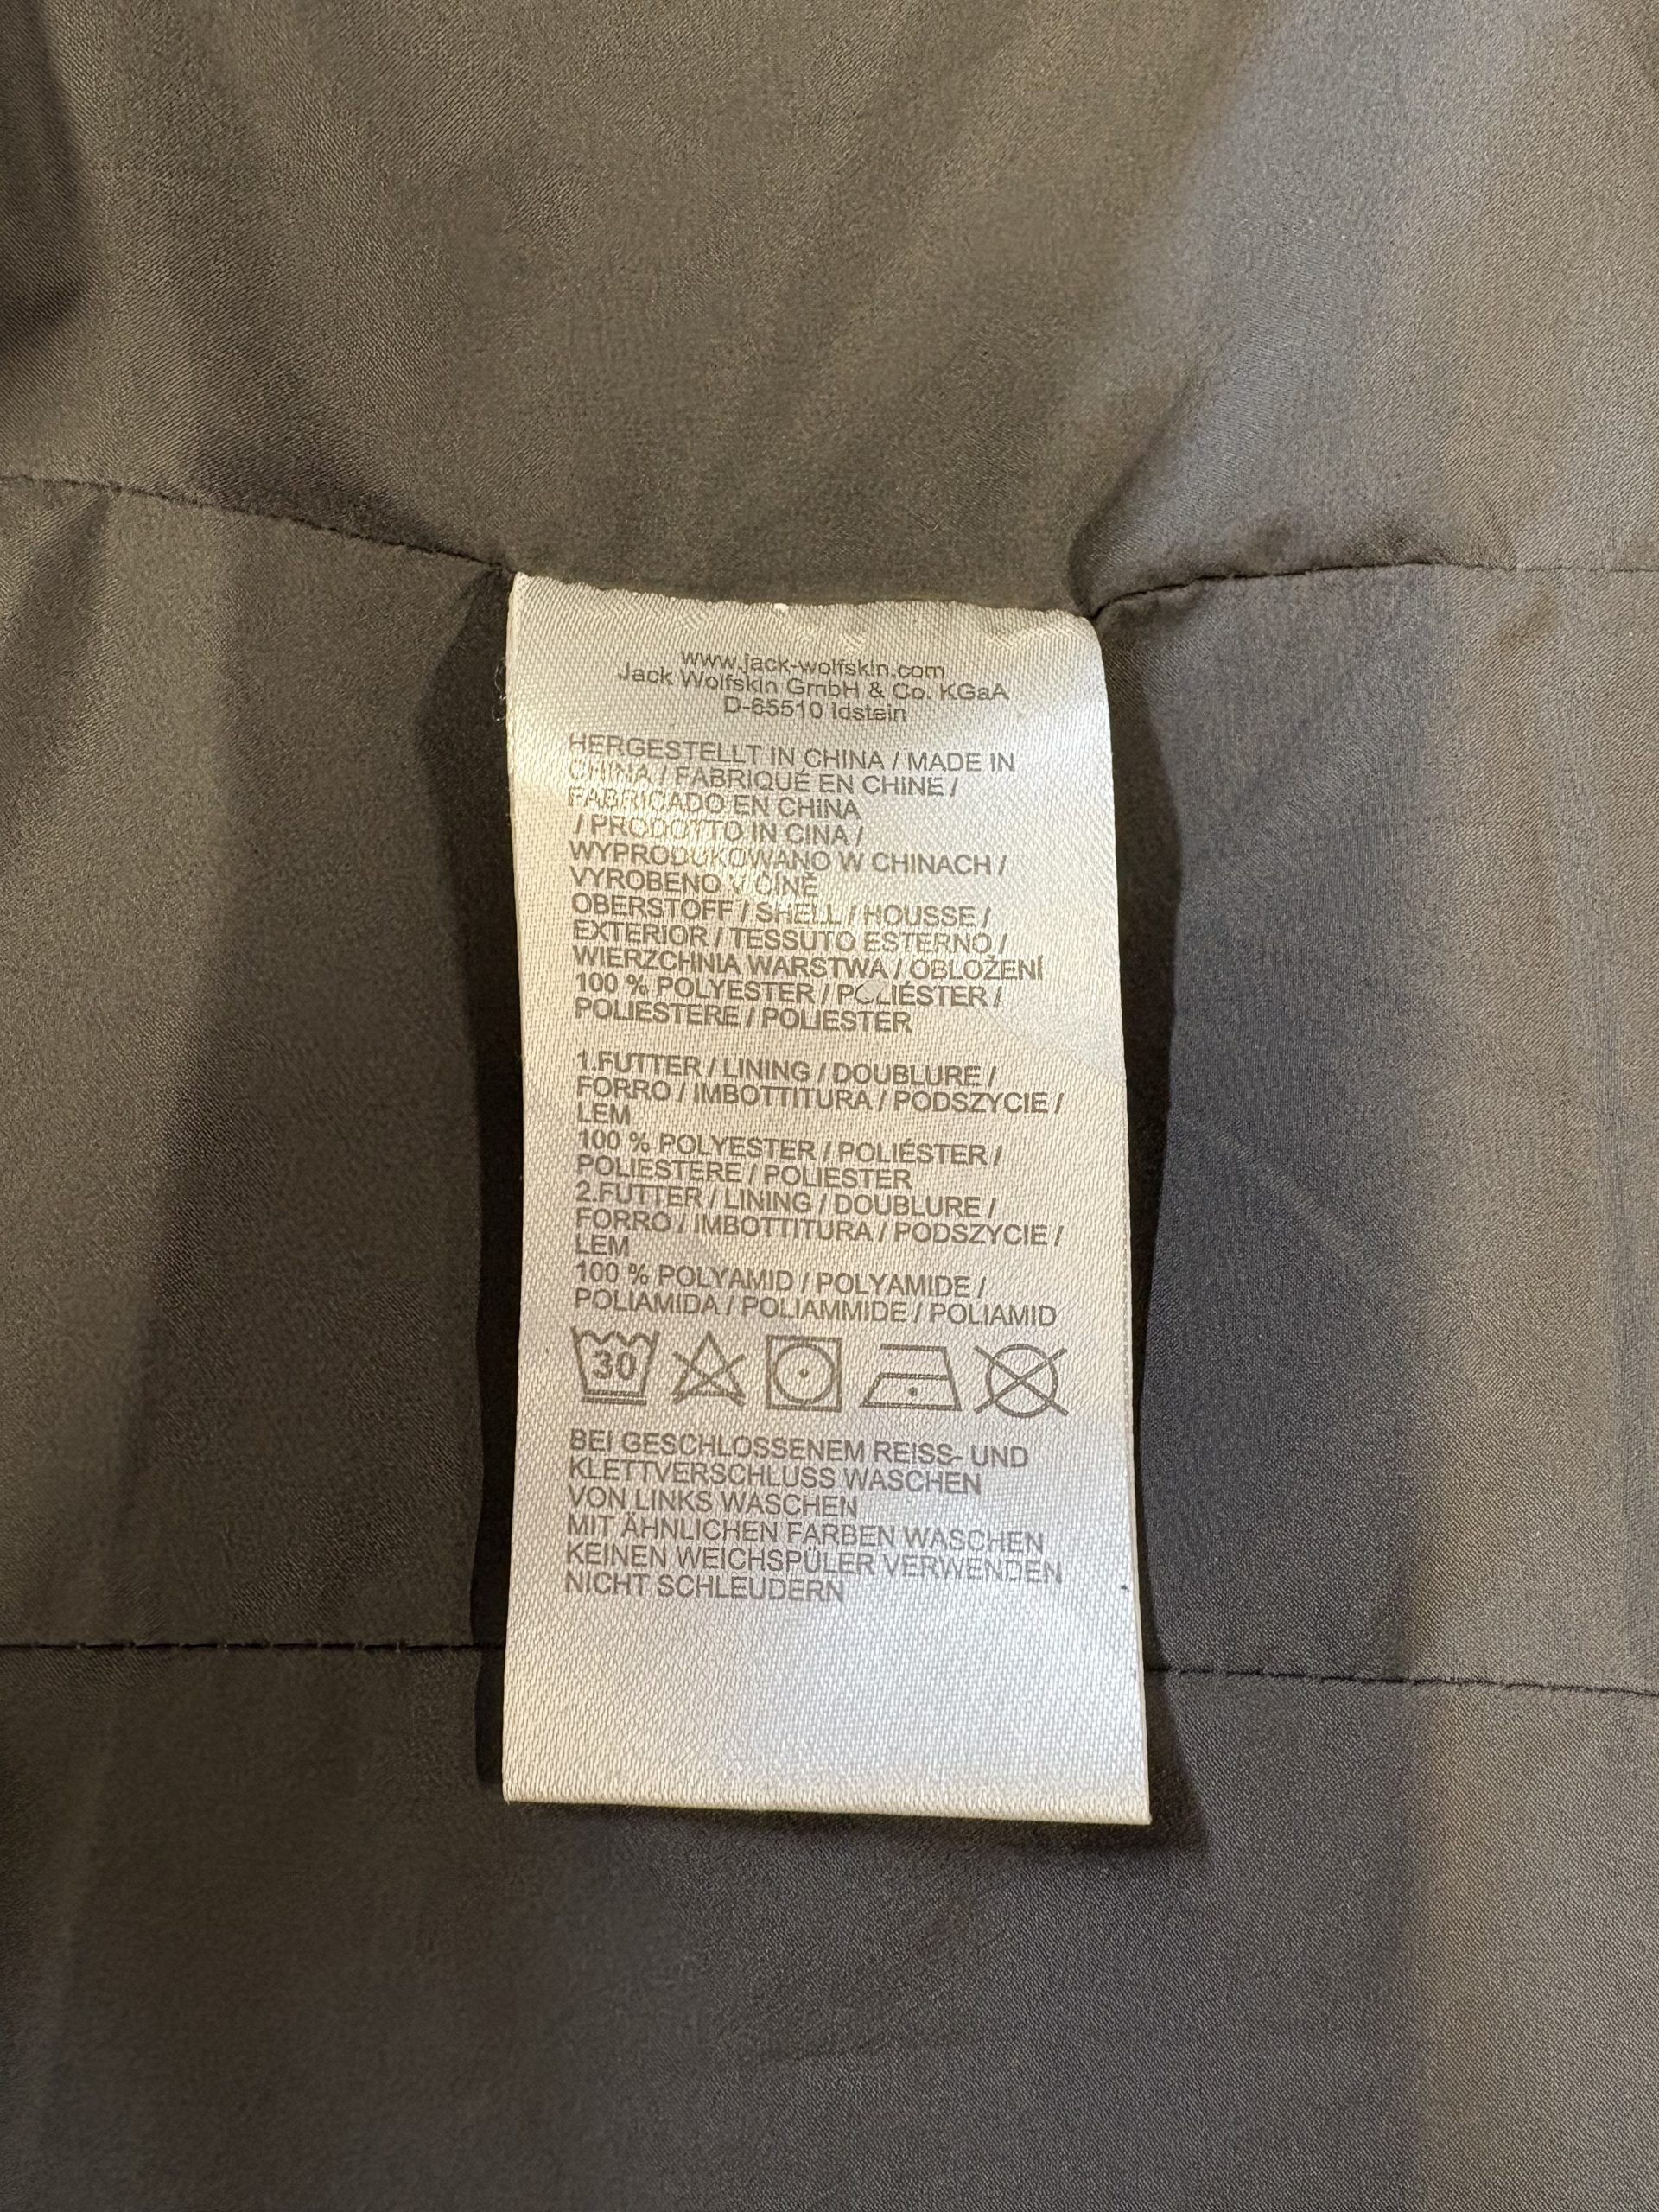 www.jack-wolfskin.com
Jack Wolfskin GmbH & Co. KGaA
D-65510 Idstein
HERGESTELLT IN CHINA / MADE IN
CHINA / FABRIQUÉ EN CHINE /
FABRICADO EN CHINA
/ PRODOTTO IN CINA /
WYPRODUKOWANO W CHINACH /
VYROBENO V ČÍNĚ
OBERSTOFF / SHELL / HOUSSE /
EXTERIOR / TESSUTO ESTERNO /
WIERZCHNIA WARSTWA / OBLOŽENÍ
100 % POLYESTER / POLIÉSTER /
POLIESTERE / POLIESTER
1.FUTTER / LINING / DOUBLURE /
FORRO / IMBOTTITURA / PODSZYCIE /
LEM
100 % POLYESTER / POLIÉSTER /
POLIESTERE / POLIESTER
2.FUTTER / LINING / DOUBLURE /
FORRO / IMBOTTITURA / PODSZYCIE /
LEM
100 % POLYAMID / POLYAMIDE /
POLIAMIDA / POLIAMMIDE / POLIAMID
30
BEI GESCHLOSSENEM REISS- UND
KLETTVERSCHLUSS WASCHEN
VON LINKS WASCHEN
MIT ÄHNLICHEN FARBEN WASCHEN
KEINEN WEICHSPÜLER VERWENDEN
NICHT SCHLEUDERN